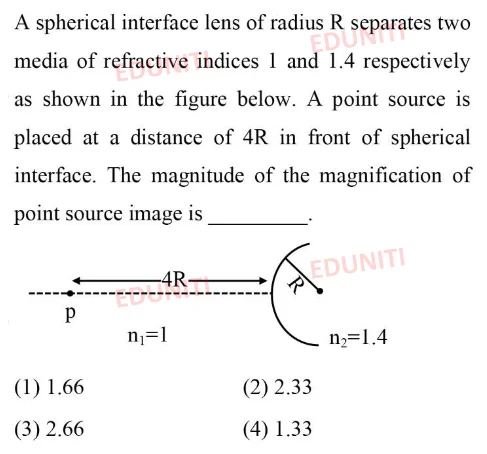 A spherical interface lens of radius R separates two
media of refractive indices 1 and 1.4 respectively
as shown in the figure below. A point source is
placed at a distance of 4R in front of spherical
interface. The magnitude of the magnification of
point source image is __________.
EDUNITI
EDUNITI
4R
R
EDUNITI
EDUNITI
p
n₁=1
n₂=1.4
(1) 1.66
(2) 2.33
(3) 2.66
(4) 1.33